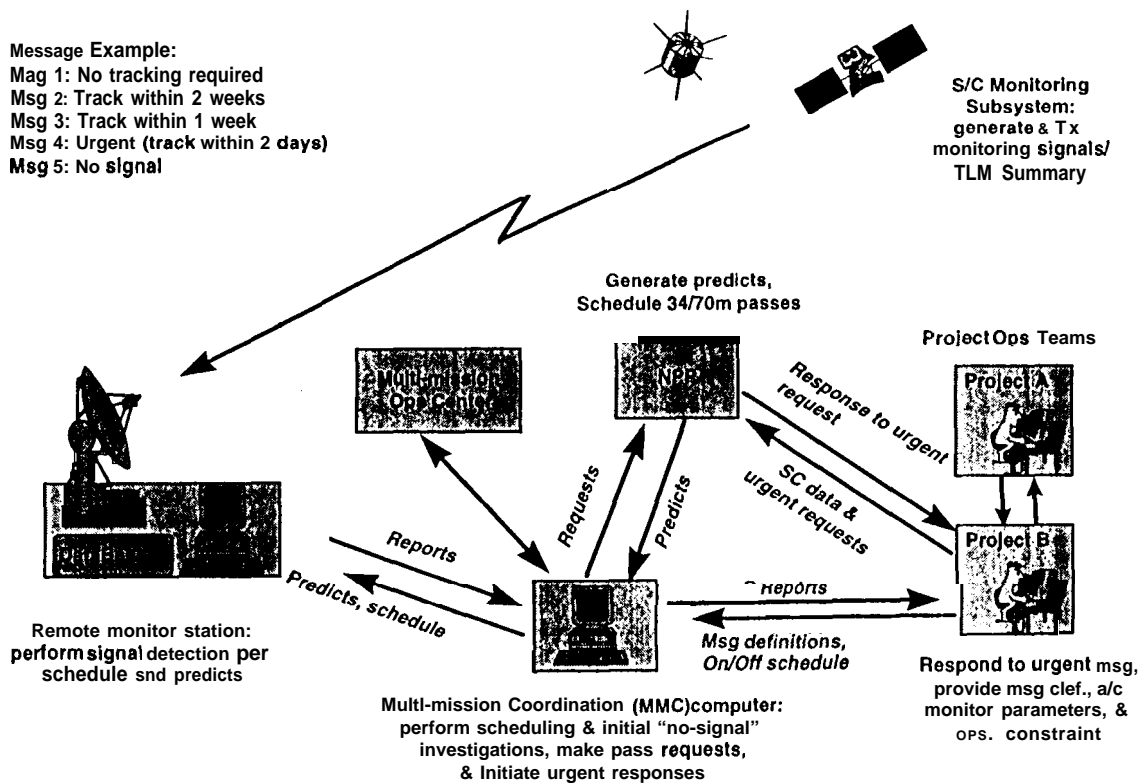 Message Example:
Mag 1: No tracking required
Msg 2: Track within 2 weeks
Msg 3: Track within 1 week
Msg 4: Urgent (track within 2 days)
Msg 5: No signal
S/C Monitoring
Subsystem:
generate & Tx
monitoring signals/
TLM Summary
Generate predicts,
Schedule 34/70m passes
Project Ops Teams
Multi-mission
Ops Center
Project A
Response to urgent
request
SC data &
urgent requests
Requests
Predicts
Project B
Reports
Predicts, schedule
Reports
Msg definitions,
On/Off schedule
Remote monitor station:
perform signal detection per
schedule snd predicts
Multl-mission Coordination (MMC)computer:
perform scheduling & initial “no-signal”
investigations, make pass requests,
& Initiate urgent responses
Respond to urgent msg,
provide msg clef., a/c
monitor parameters, &
OPS. constraint